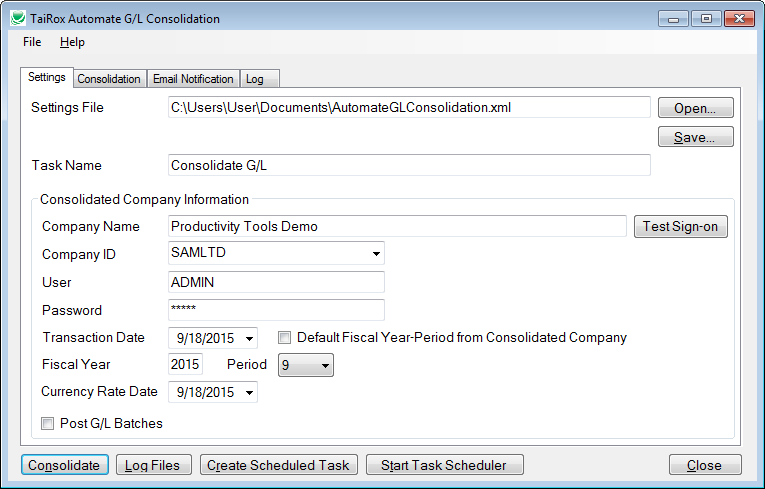 TaiRox Automate G/L Consolidation
File Help
Settings Consolidation Email Notification Log
Settings File C:\Users\User\Documents\AutomateGLConsolidation.xml Open...
Save...
Task Name Consolidate G/L
Consolidated Company Information
Company Name Productivity Tools Demo Test Sign-on
Company ID SAMLTD
User ADMIN
Password *****
Transaction Date 9/18/2015 Default Fiscal Year-Period from Consolidated Company
Fiscal Year 2015 Period 9
Currency Rate Date 9/18/2015
Post G/L Batches
Consolidate Log Files Create Scheduled Task Start Task Scheduler Close